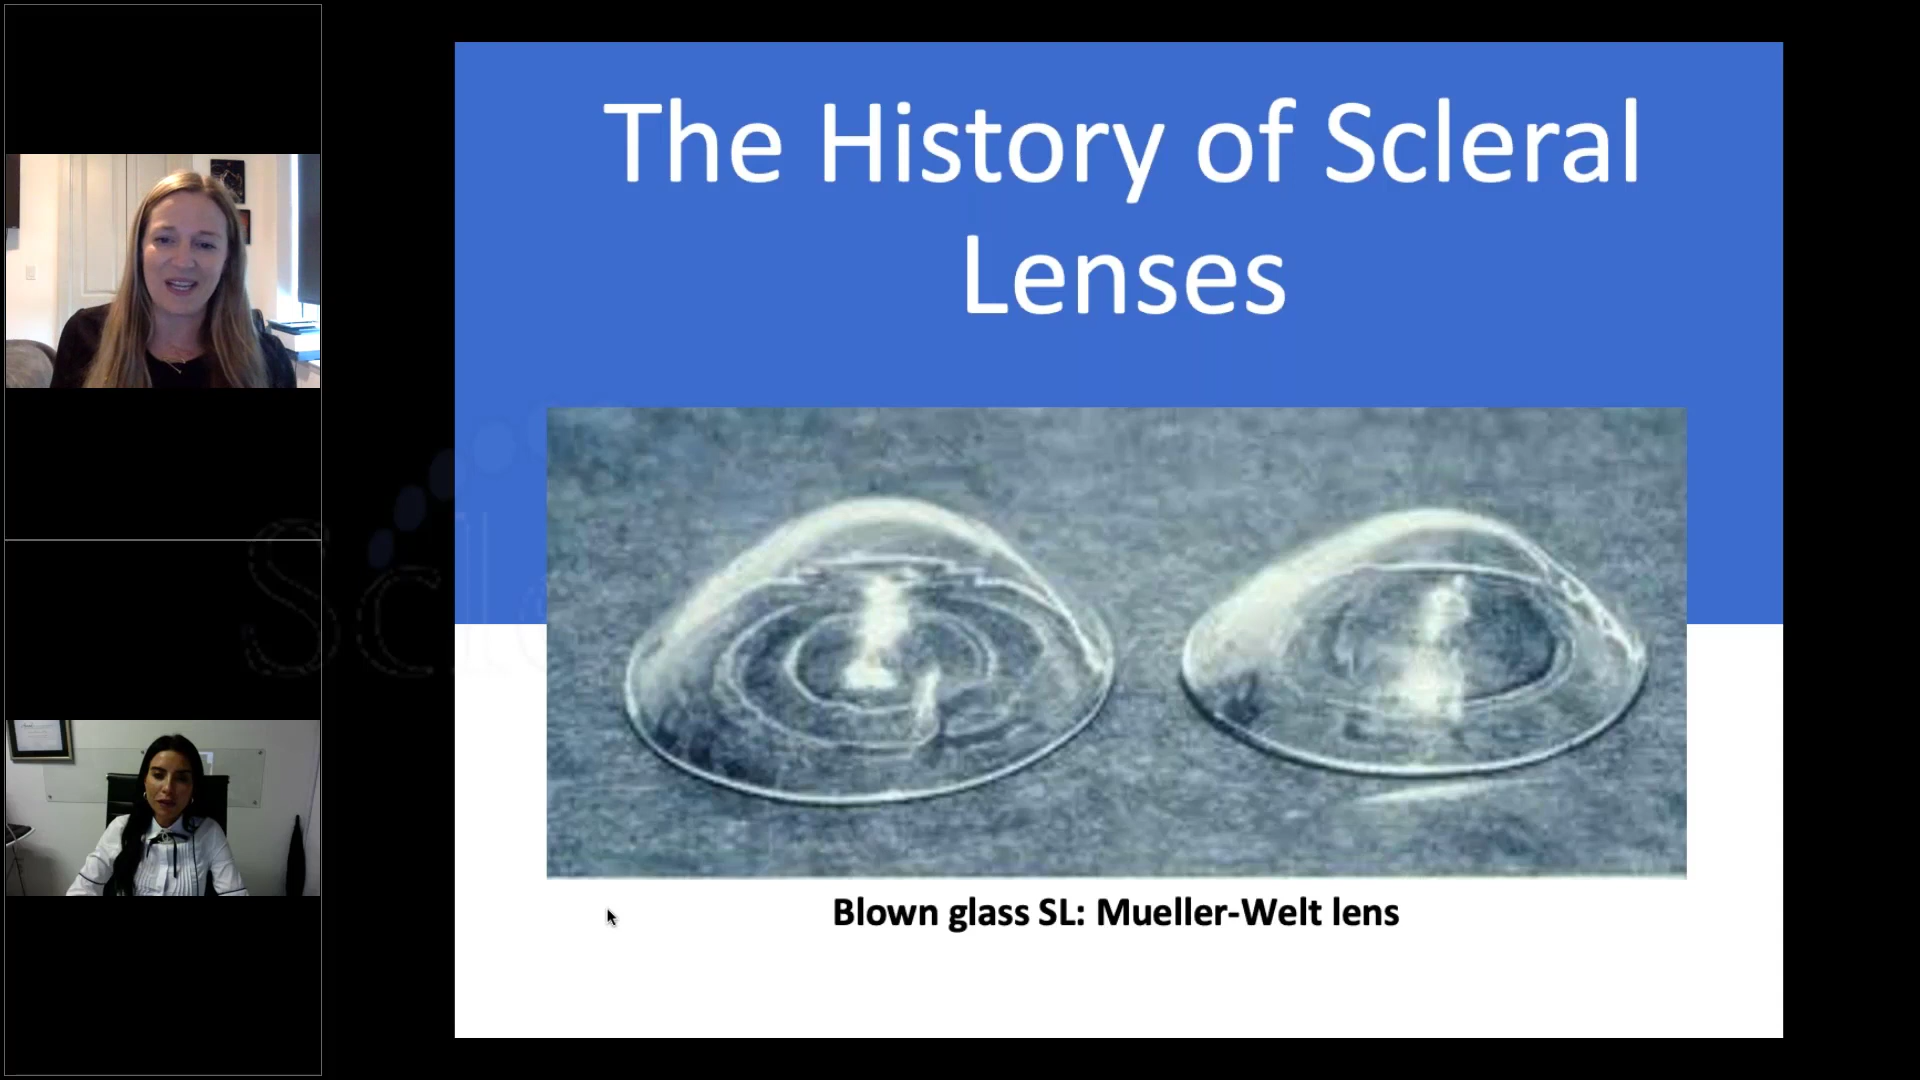 The History of Scleral
Lenses
Blown glass SL: Mueller-Welt lens